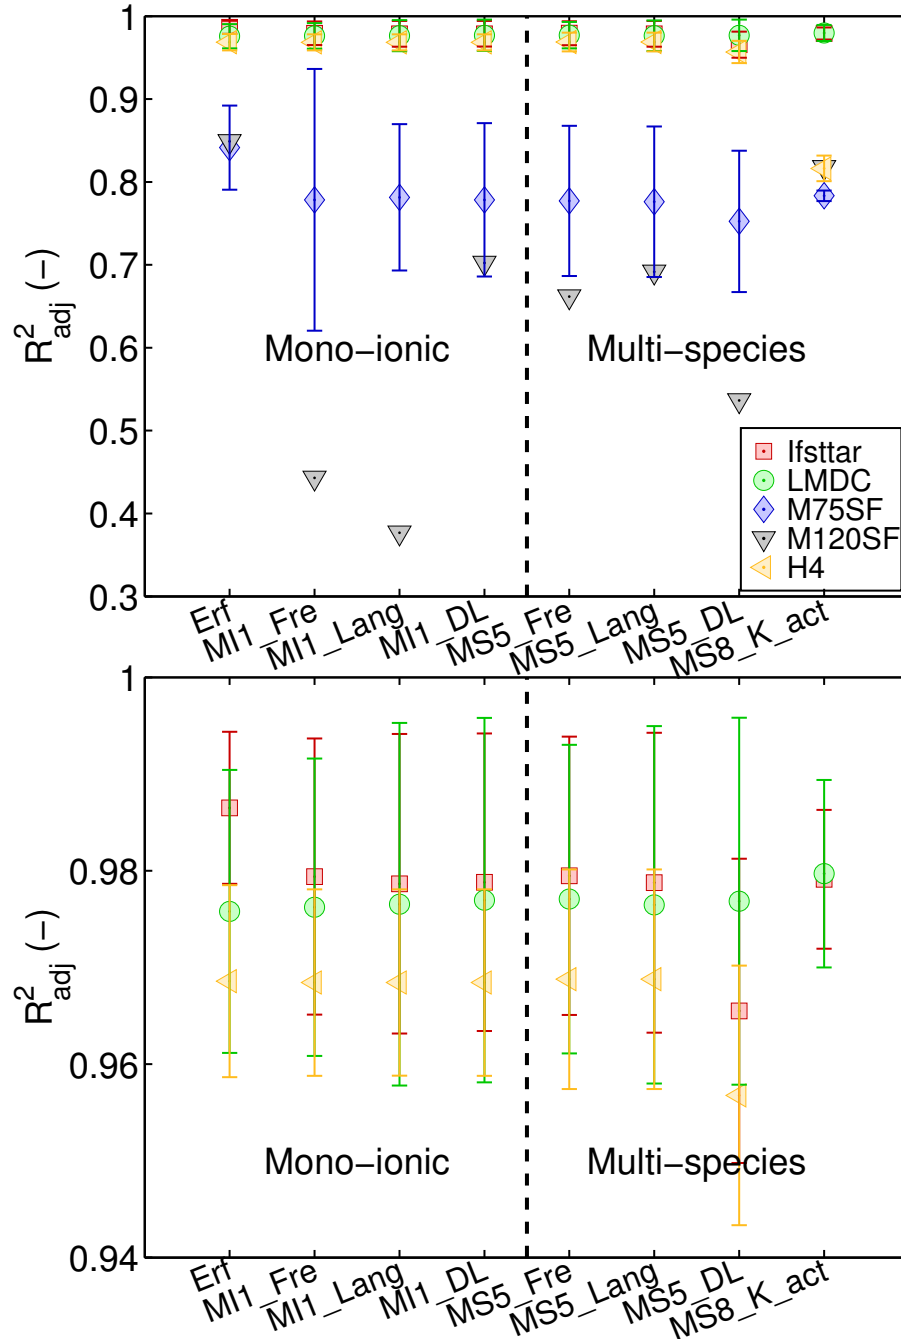 1
0.9
0.8
0.7
0.6
0.5
0.4
0.3
R²adj (−)
Mono−ionic
Multi−species
Ifsttar
LMDC
M75SF
M120SF
H4
Erf
MI1_Fre
MI1_Lang
MI1_DL
MS5_Fre
MS5_Lang
MS5_DL
MS8_K_act
1
0.98
0.96
0.94
R²adj (−)
Mono−ionic
Multi−species
Erf
MI1_Fre
MI1_Lang
MI1_DL
MS5_Fre
MS5_Lang
MS5_DL
MS8_K_act